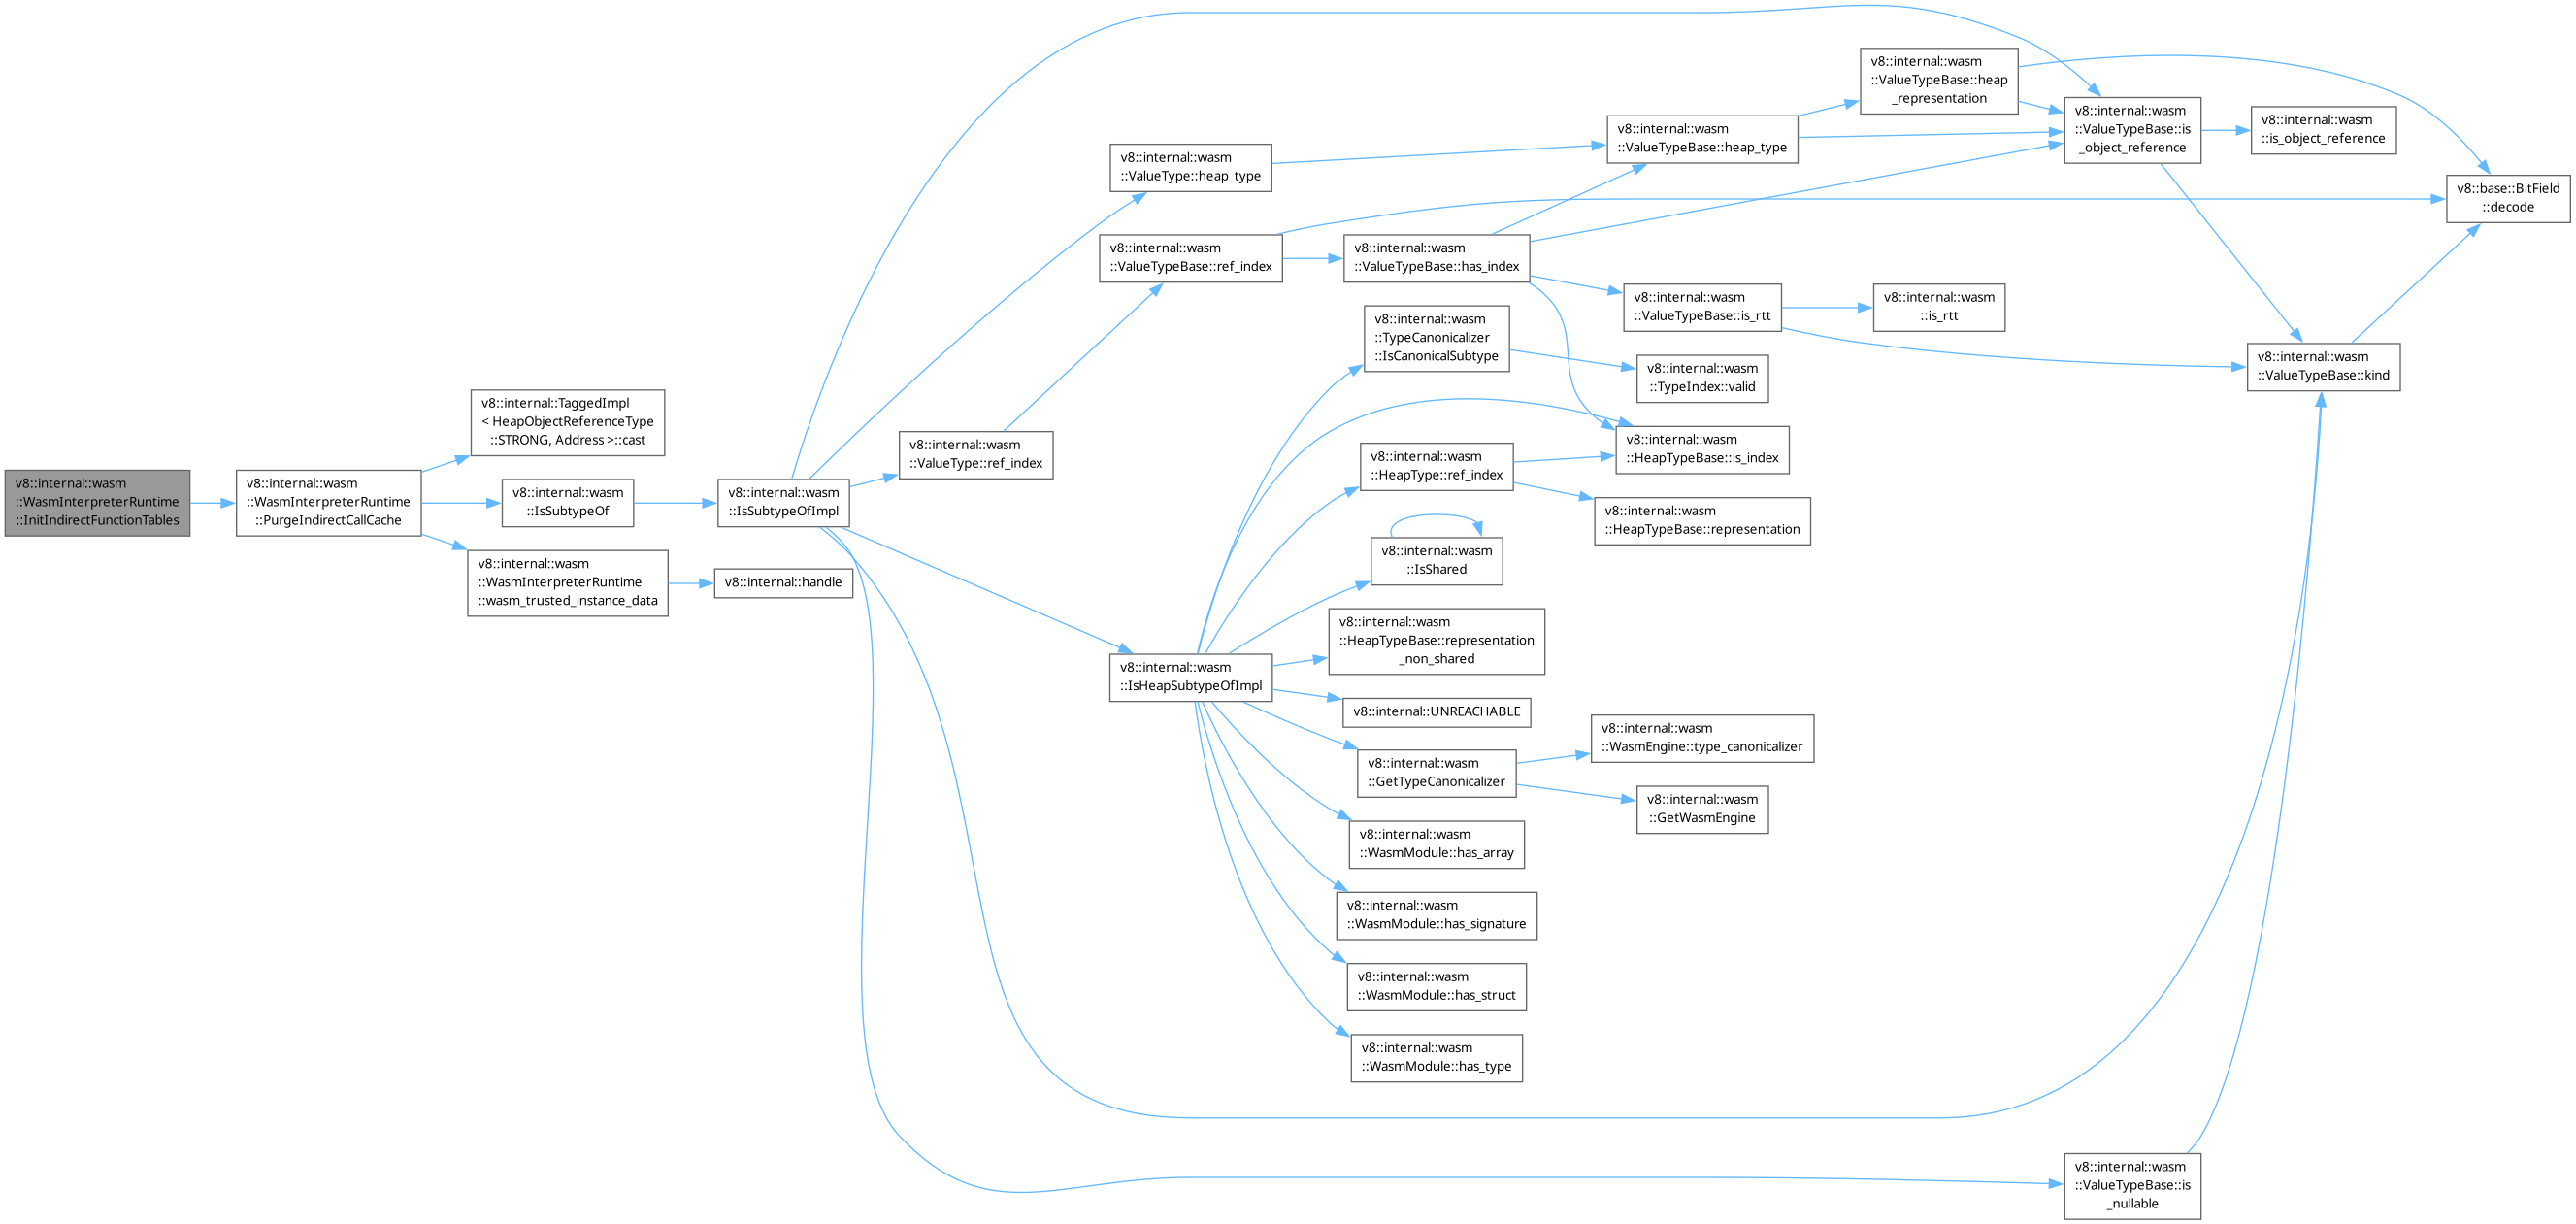 v8::internal::wasm
::WasmInterpreterRuntime
::InitIndirectFunctionTables
v8::internal::wasm
::WasmInterpreterRuntime
::PurgeIndirectCallCache
v8::internal::TaggedImpl
< HeapObjectReferenceType
::STRONG, Address >::cast
v8::internal::wasm
::IsSubtypeOf
v8::internal::wasm
::WasmInterpreterRuntime
::wasm_trusted_instance_data
v8::internal::wasm
::IsSubtypeOfImpl
v8::internal::handle
v8::internal::wasm
::ValueType::ref_index
v8::internal::wasm
::ValueType::heap_type
v8::internal::wasm
::ValueTypeBase::ref_index
v8::internal::wasm
::IsHeapSubtypeOfImpl
v8::internal::wasm
::ValueTypeBase::has_index
v8::internal::wasm
::TypeCanonicalizer
::IsCanonicalSubtype
v8::internal::wasm
::HeapType::ref_index
v8::internal::wasm
::IsShared
v8::internal::wasm
::HeapTypeBase::representation
_non_shared
v8::internal::UNREACHABLE
v8::internal::wasm
::GetTypeCanonicalizer
v8::internal::wasm
::WasmModule::has_array
v8::internal::wasm
::WasmModule::has_signature
v8::internal::wasm
::WasmModule::has_struct
v8::internal::wasm
::WasmModule::has_type
v8::internal::wasm
::ValueTypeBase::heap_type
v8::internal::wasm
::ValueTypeBase::is_rtt
v8::internal::wasm
::TypeIndex::valid
v8::internal::wasm
::HeapTypeBase::is_index
v8::internal::wasm
::HeapTypeBase::representation
v8::internal::wasm
::WasmEngine::type_canonicalizer
v8::internal::wasm
::GetWasmEngine
v8::internal::wasm
::ValueTypeBase::heap
_representation
v8::internal::wasm
::is_rtt
v8::internal::wasm
::ValueTypeBase::is
_object_reference
v8::internal::wasm
::ValueTypeBase::is
_nullable
v8::internal::wasm
::is_object_reference
v8::internal::wasm
::ValueTypeBase::kind
v8::base::BitField
::decode